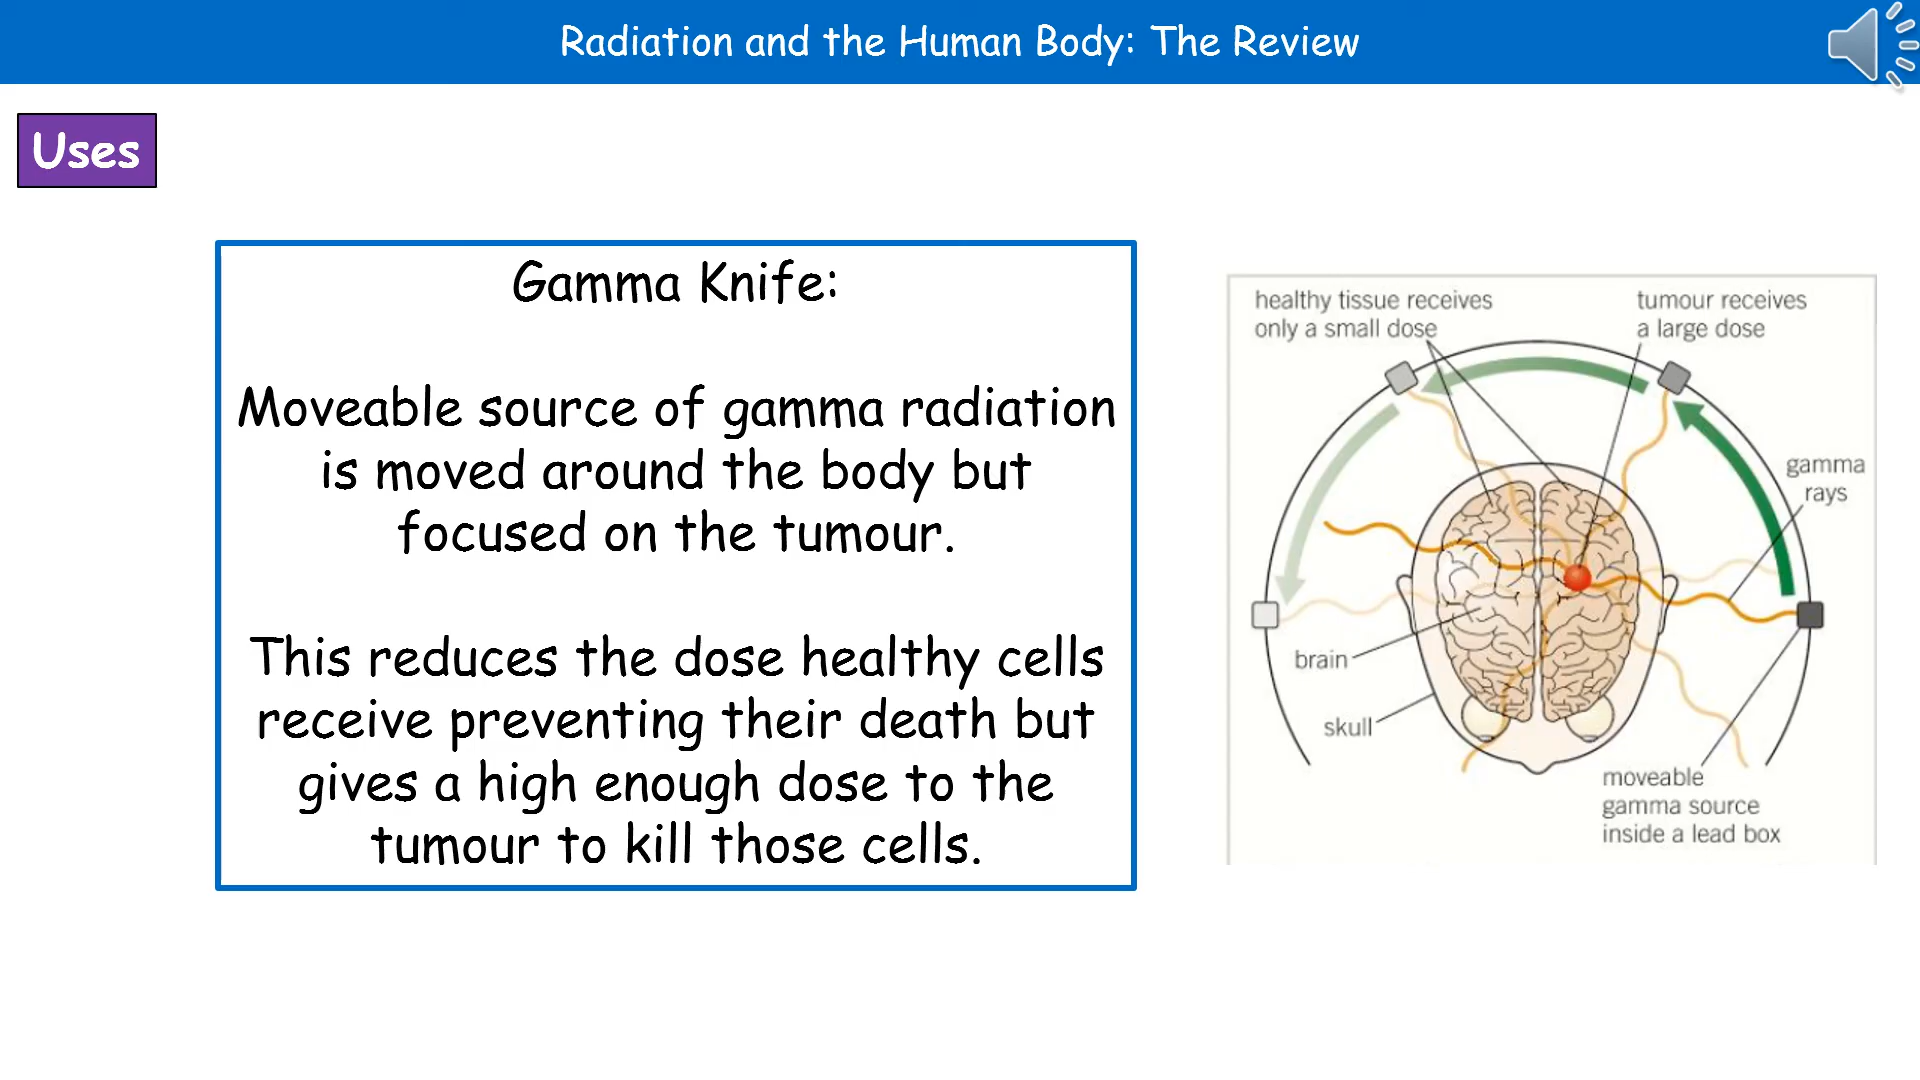 Radiation and the Human Body: The Review
Uses
Gamma Knife:
Moveable source of gamma radiation
is moved around the body but
focused on the tumour.
This reduces the dose healthy cells
receive preventing their death but
gives a high enough dose to the
tumour to kill those cells.
healthy tissue receives
only a small dose
tumour receives
a large dose
gamma
rays
brain
skull
moveable
gamma source
inside a lead box